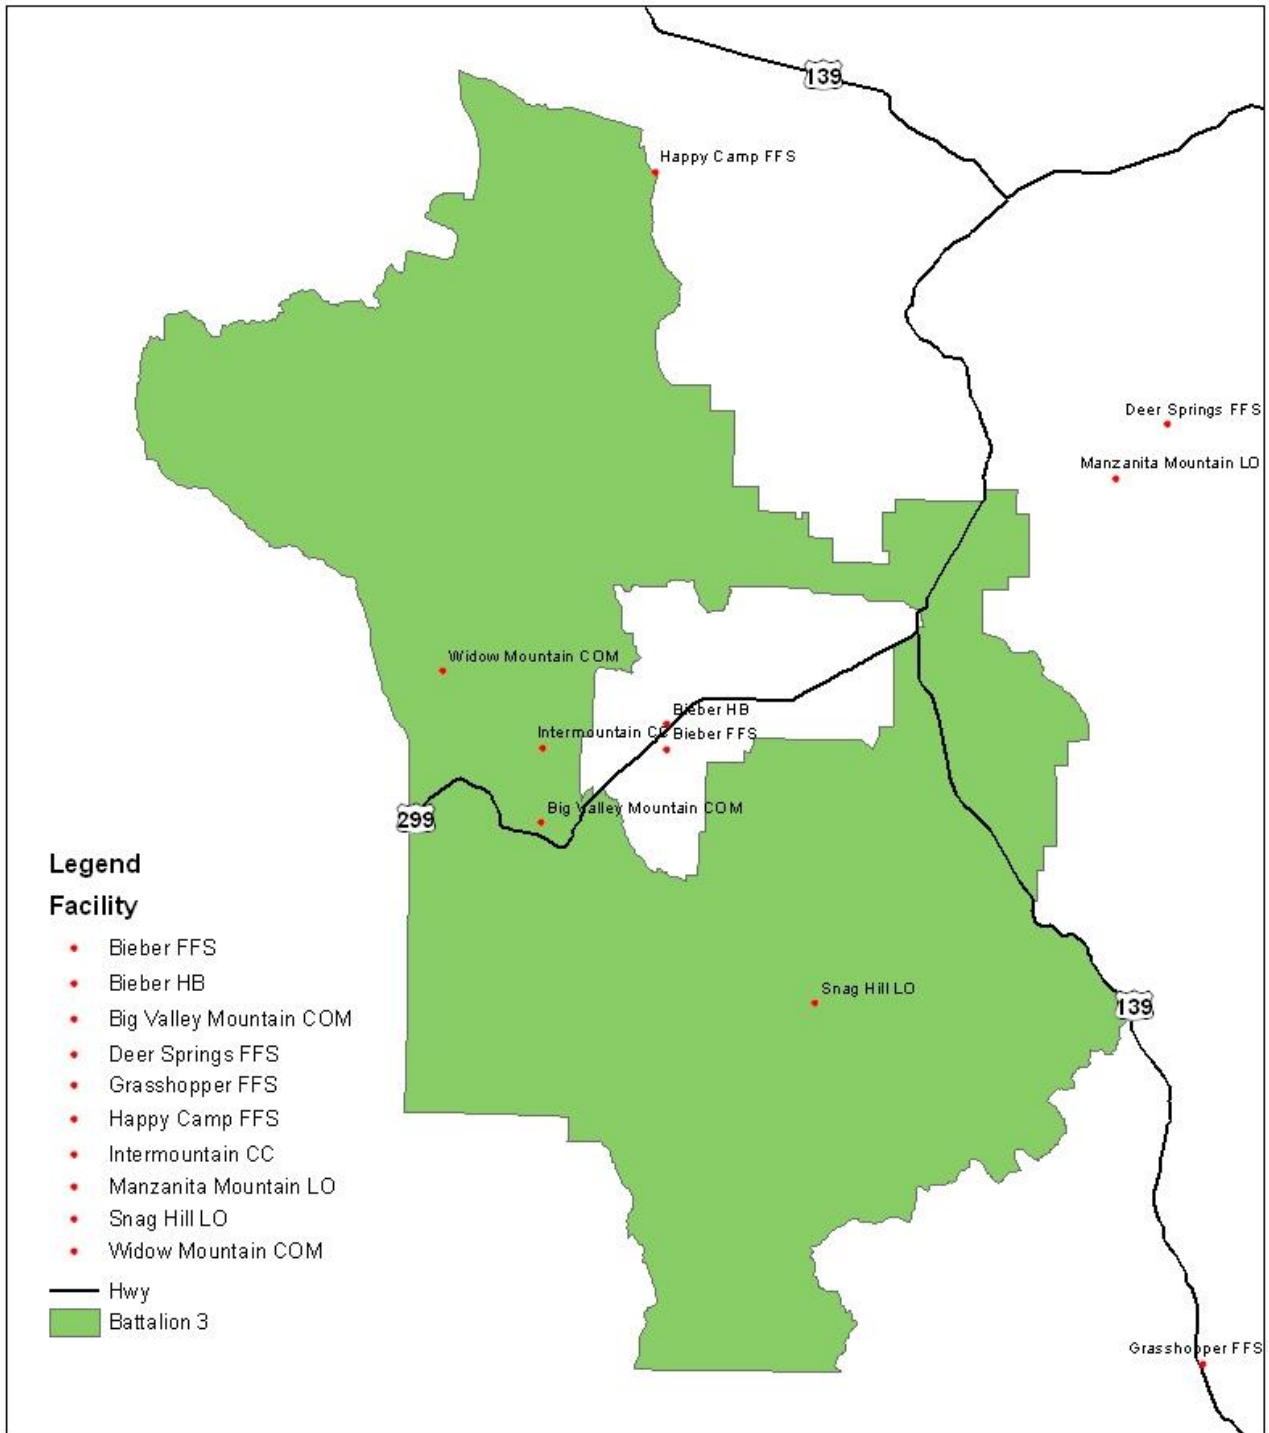 139
Happy Camp FFS
Deer Springs FFS
Manzanita Mountain LO
Widow Mountain COM
Bieber HB
Intermountain CC
Bieber FFS
Big Valley Mountain COM
299
Legend
Facility
Bieber FFS
Bieber HB
Big Valley Mountain COM
Deer Springs FFS
Grasshopper FFS
Happy Camp FFS
Intermountain CC
Manzanita Mountain LO
Snag Hill LO
Widow Mountain COM
Hwy
Battalion 3
Snag Hill LO
139
Grasshopper FFS